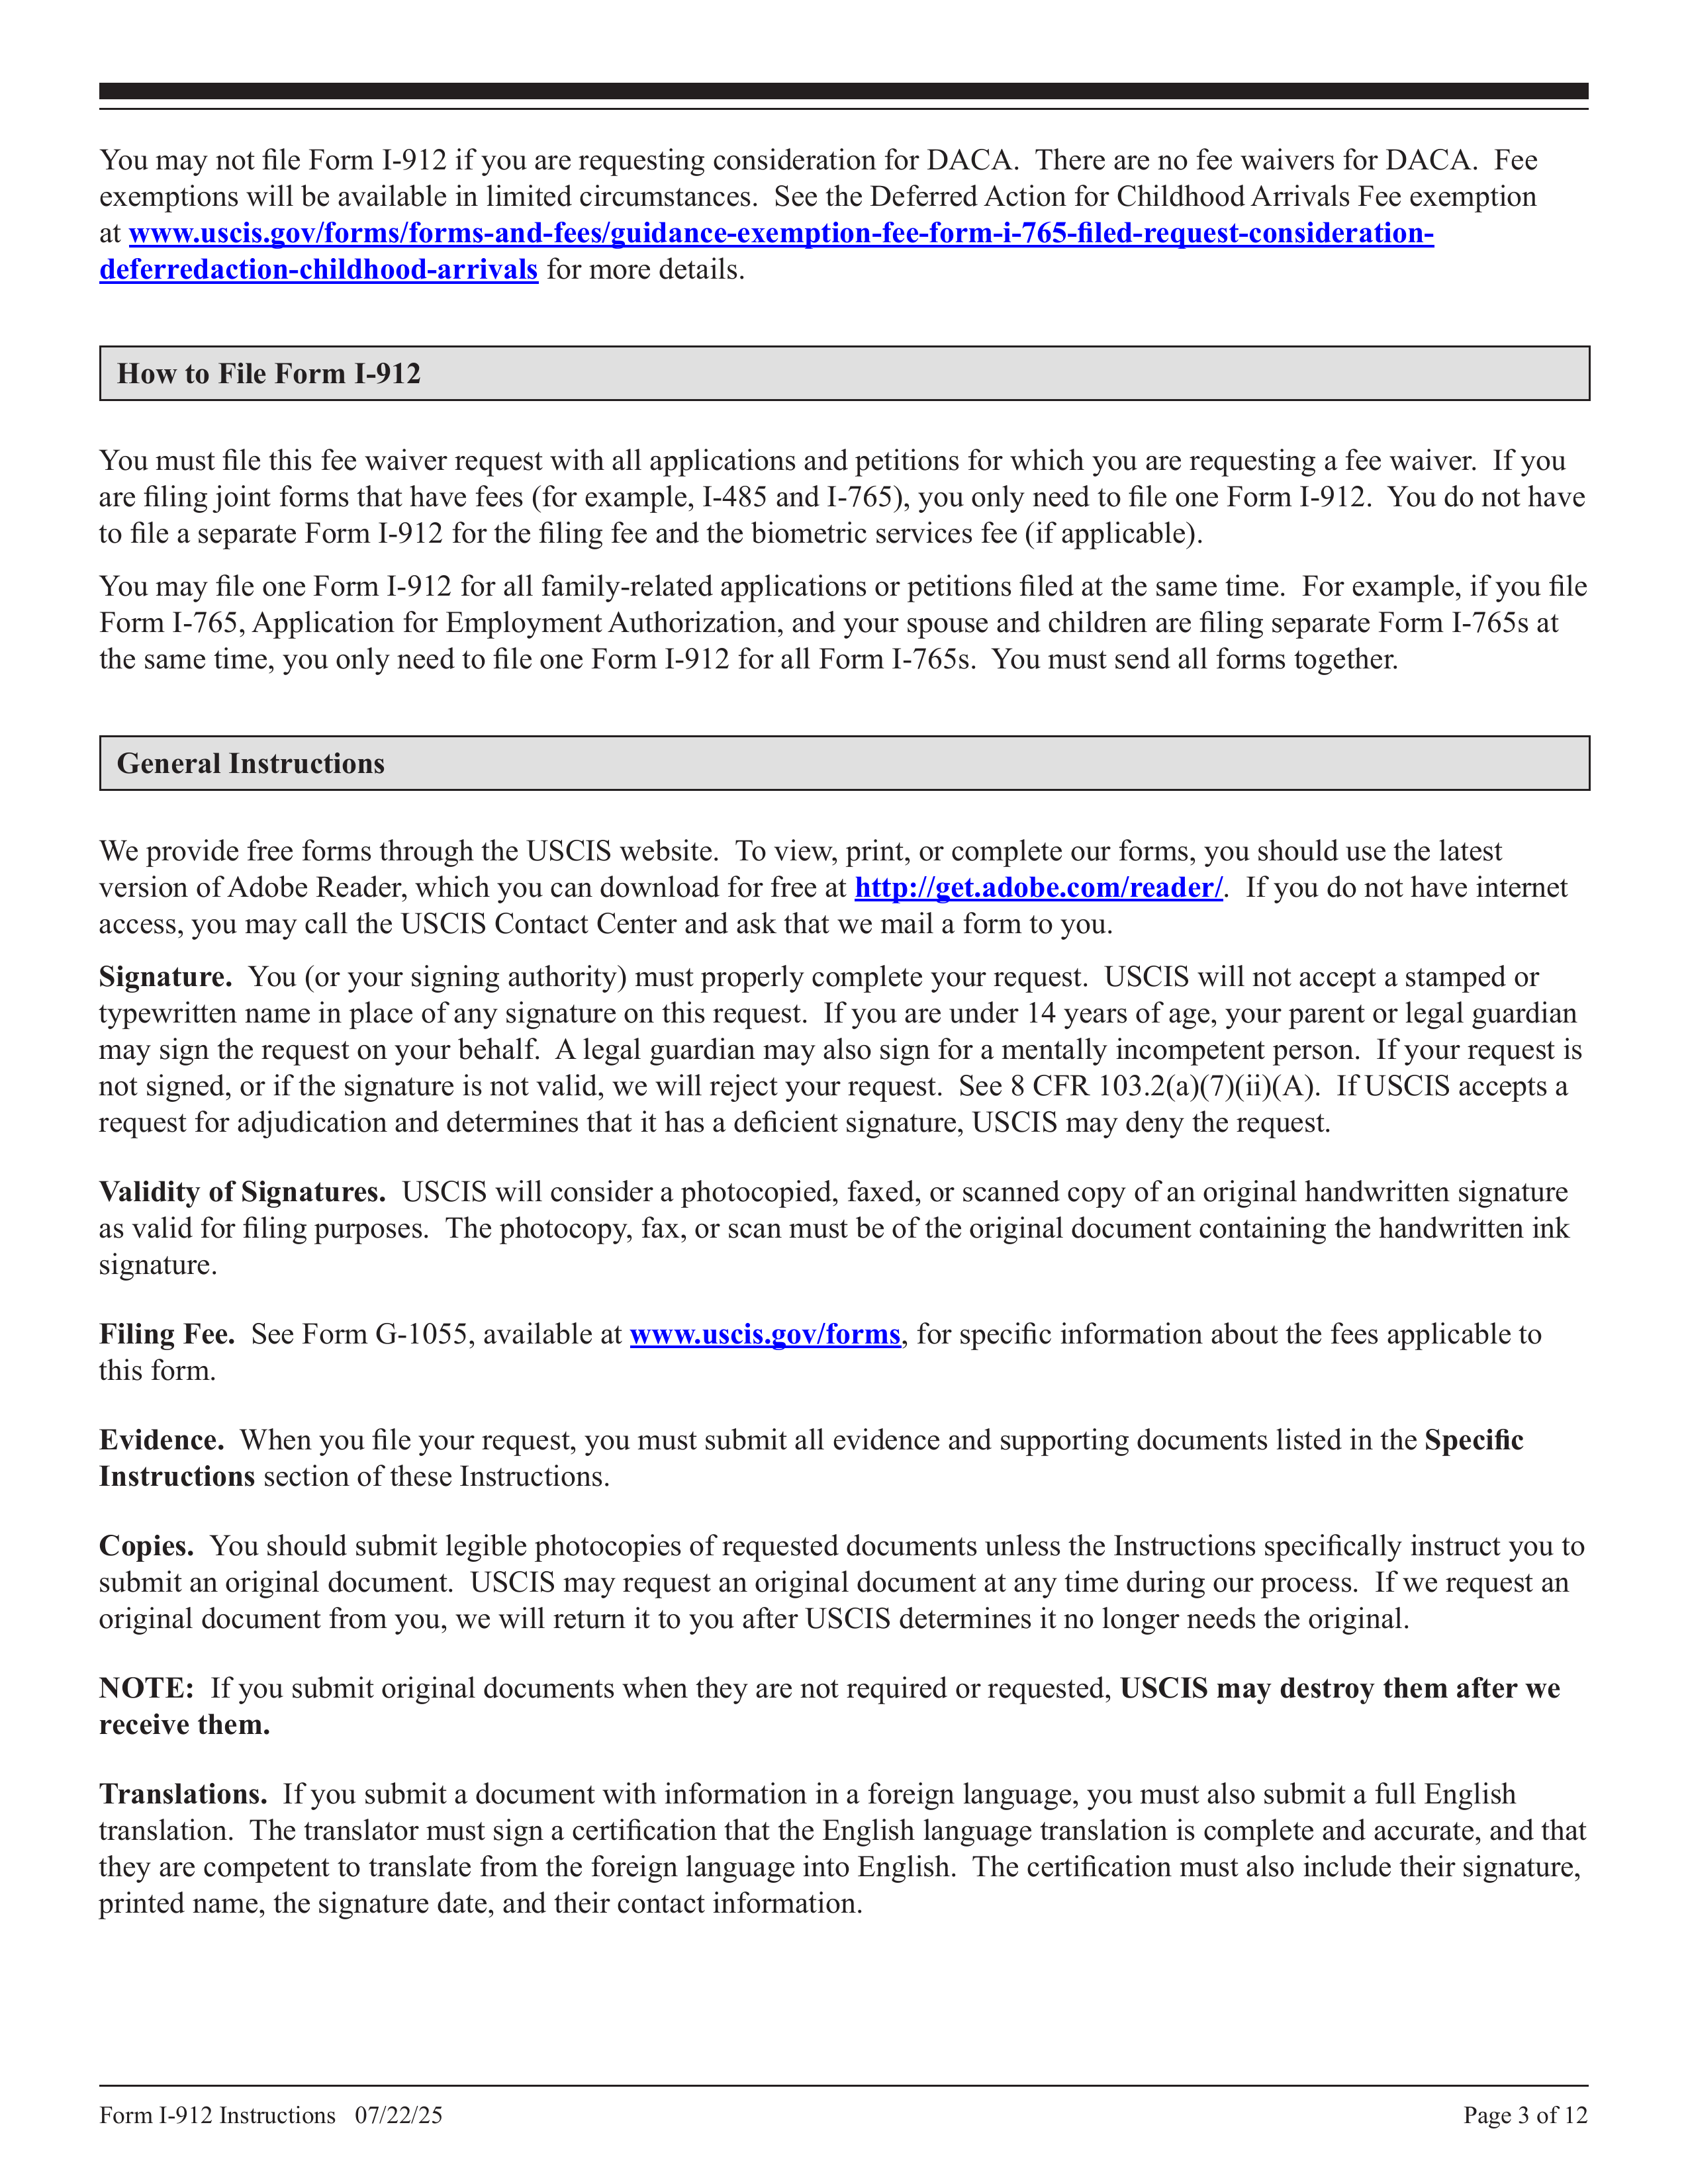 You may not file Form I-912 if you are requesting consideration for DACA.  There are no fee waivers for DACA.  Fee
exemptions will be available in limited circumstances.  See the Deferred Action for Childhood Arrivals Fee exemption
at www.uscis.gov/forms/forms-and-fees/guidance-exemption-fee-form-i-765-filed-request-consideration-
deferredaction-childhood-arrivals for more details.
How to File Form I-912
You must file this fee waiver request with all applications and petitions for which you are requesting a fee waiver.  If you
are filing joint forms that have fees (for example, I-485 and I-765), you only need to file one Form I-912.  You do not have
to file a separate Form I-912 for the filing fee and the biometric services fee (if applicable).
You may file one Form I-912 for all family-related applications or petitions filed at the same time.  For example, if you file
Form I-765, Application for Employment Authorization, and your spouse and children are filing separate Form I-765s at
the same time, you only need to file one Form I-912 for all Form I-765s.  You must send all forms together.
General Instructions
We provide free forms through the USCIS website.  To view, print, or complete our forms, you should use the latest
version of Adobe Reader, which you can download for free at http://get.adobe.com/reader/.  If you do not have internet
access, you may call the USCIS Contact Center and ask that we mail a form to you.
Signature.  You (or your signing authority) must properly complete your request.  USCIS will not accept a stamped or
typewritten name in place of any signature on this request.  If you are under 14 years of age, your parent or legal guardian
may sign the request on your behalf.  A legal guardian may also sign for a mentally incompetent person.  If your request is
not signed, or if the signature is not valid, we will reject your request.  See 8 CFR 103.2(a)(7)(ii)(A).  If USCIS accepts a
request for adjudication and determines that it has a deficient signature, USCIS may deny the request.
Validity of Signatures.  USCIS will consider a photocopied, faxed, or scanned copy of an original handwritten signature
as valid for filing purposes.  The photocopy, fax, or scan must be of the original document containing the handwritten ink
signature.
Filing Fee.  See Form G-1055, available at www.uscis.gov/forms, for specific information about the fees applicable to
this form.
Evidence.  When you file your request, you must submit all evidence and supporting documents listed in the Specific
Instructions section of these Instructions.
Copies.  You should submit legible photocopies of requested documents unless the Instructions specifically instruct you to
submit an original document.  USCIS may request an original document at any time during our process.  If we request an
original document from you, we will return it to you after USCIS determines it no longer needs the original.
NOTE:  If you submit original documents when they are not required or requested, USCIS may destroy them after we
receive them.
Translations.  If you submit a document with information in a foreign language, you must also submit a full English
translation.  The translator must sign a certification that the English language translation is complete and accurate, and that
they are competent to translate from the foreign language into English.  The certification must also include their signature,
printed name, the signature date, and their contact information.
Form I-912 Instructions   07/22/25
Page 3 of 12